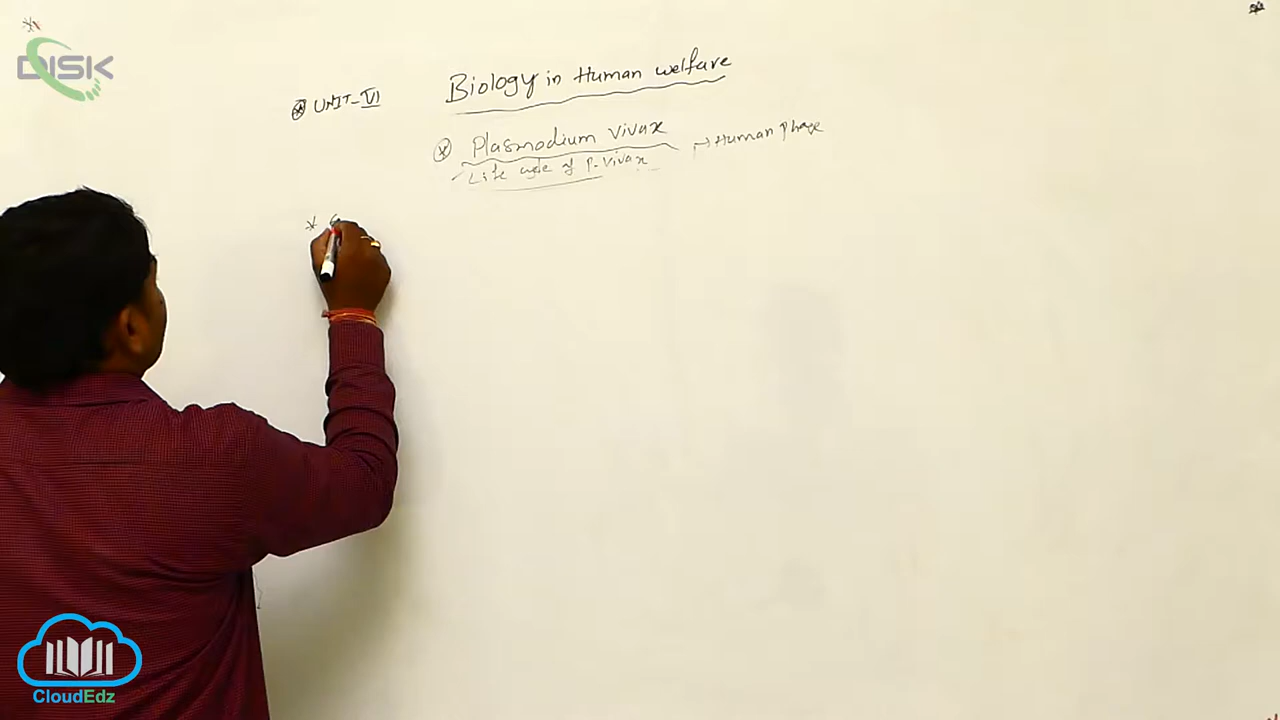 DISK
UNIT-VI
Biology in Human welfare
Plasmodium vivax
Life cycle of P. vivax
→ Human Phase
CloudEdz